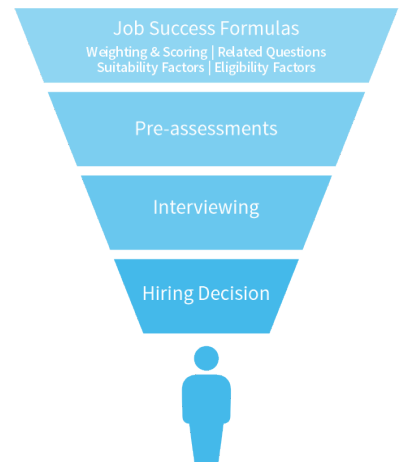 Job Success Formulas
Weighting & Scoring | Related Questions
Suitability Factors | Eligibility Factors
Pre-assessments
Interviewing
Hiring Decision